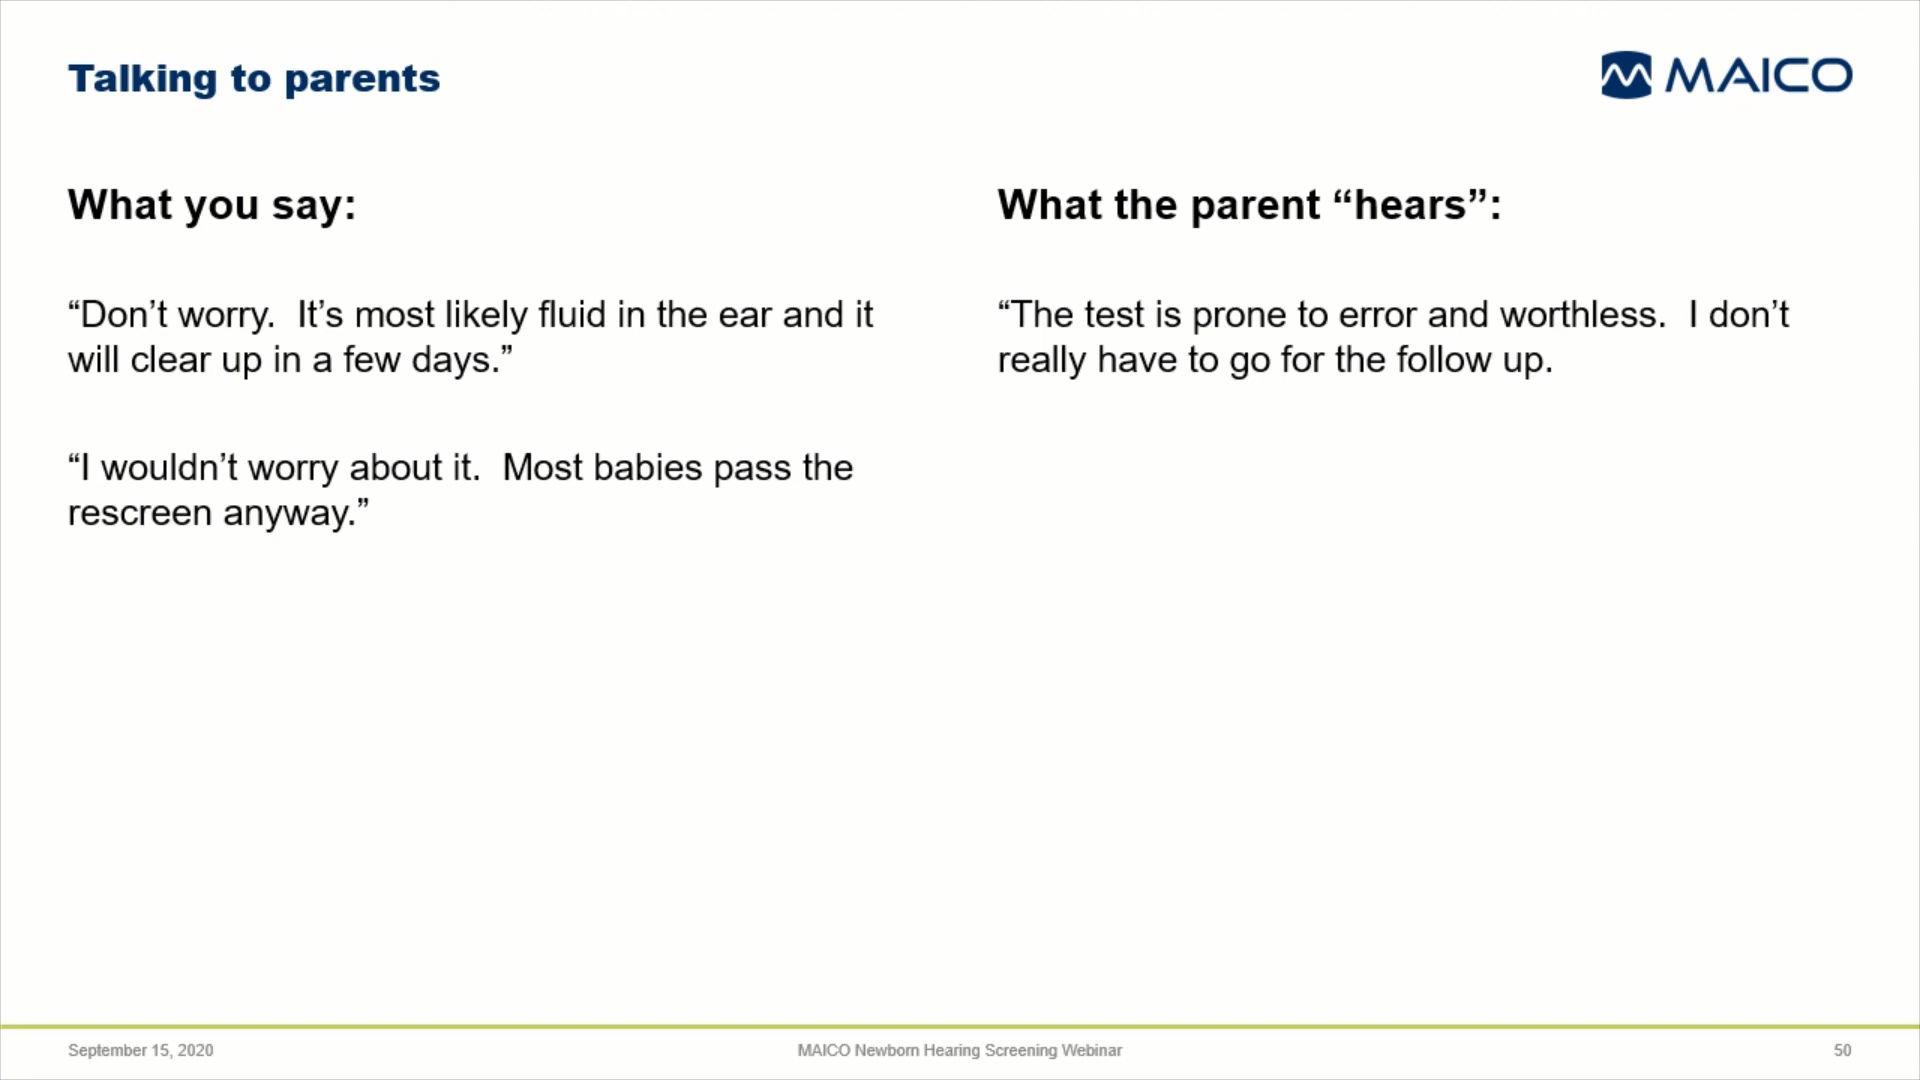 Talking to parents
MAICO
What you say:
“Don’t worry.  It’s most likely fluid in the ear and it
will clear up in a few days.”
“I wouldn’t worry about it.  Most babies pass the
rescreen anyway.”
What the parent “hears”:
“The test is prone to error and worthless.  I don’t
really have to go for the follow up.
September 15, 2020
MAICO Newborn Hearing Screening Webinar
50